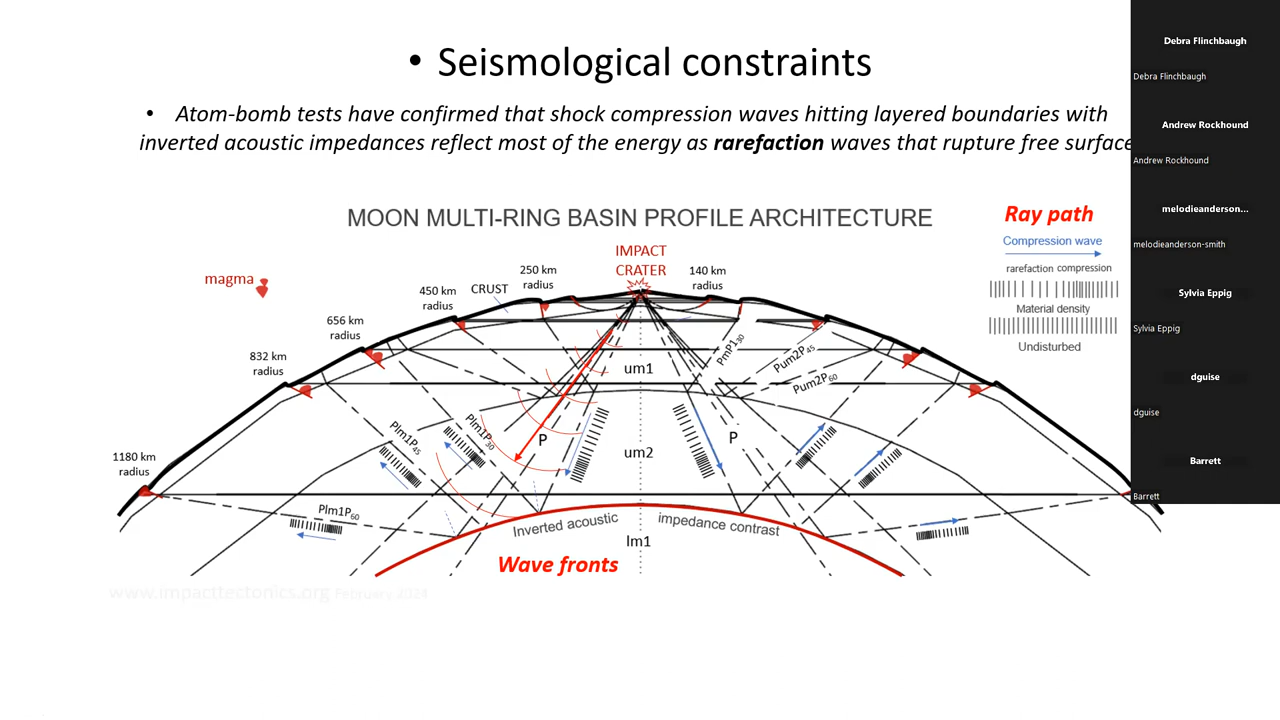 • Seismological constraints
• Atom-bomb tests have confirmed that shock compression waves hitting layered boundaries with
inverted acoustic impedances reflect most of the energy as rarefaction waves that rupture free surface
MOON MULTI-RING BASIN PROFILE ARCHITECTURE
Ray path
Compression wave
rarefaction compression
Material density
Undisturbed
magma
IMPACT
CRATER
250 km
radius
140 km
radius
CRUST
450 km
radius
656 km
radius
832 km
radius
1180 km
radius
PmP1₃₀
Pum2P₄₅
Pum2P₆₀
um1
Plm1P₄₅
Plm1P₃₀
P
P
um2
Plm1P₆₀
Inverted acoustic impedance contrast
lm1
Wave fronts
www.impacttectonics.org February 2024
Debra Flinchbaugh
Debra Flinchbaugh
Andrew Rockhound
Andrew Rockhound
melodieanderson...
melodieanderson-smith
Sylvia Eppig
Sylvia Eppig
dguise
dguise
Barrett
Barrett